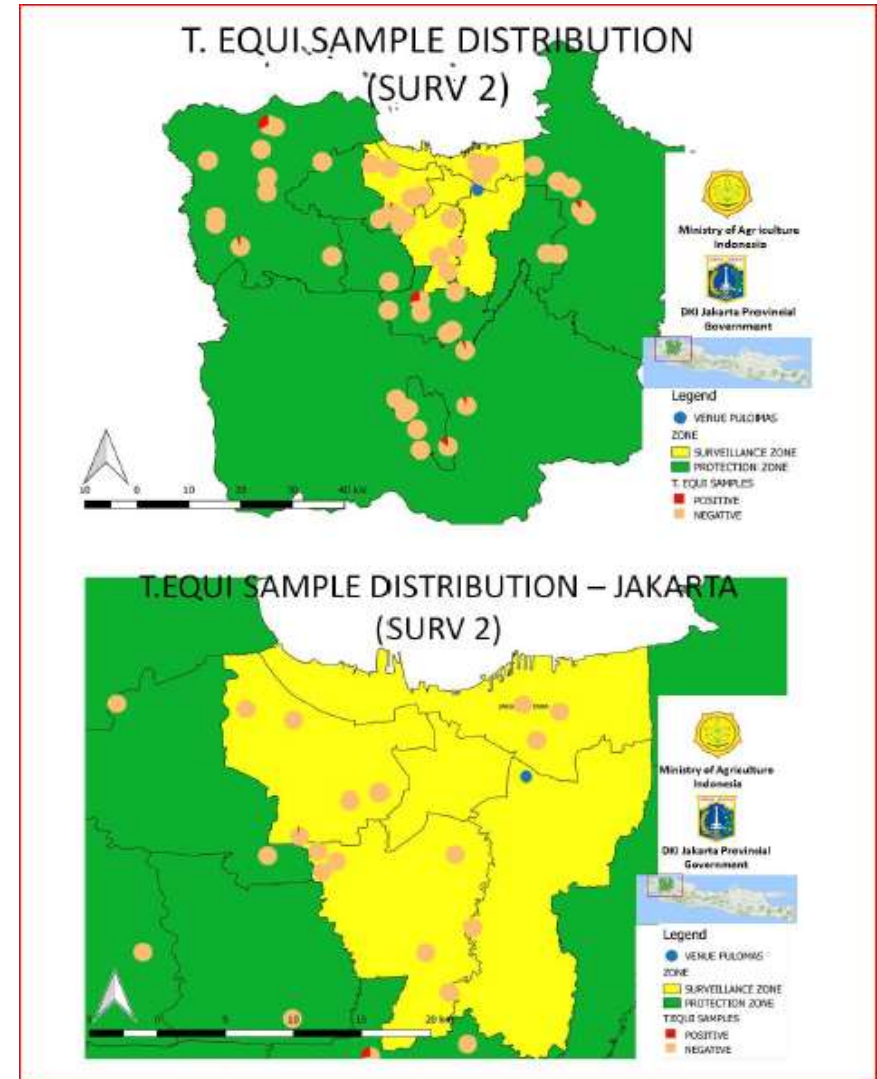 T. EQUI SAMPLE DISTRIBUTION
(SURV 2)
Ministry of Agriculture
Indonesia
DKI Jakarta Provincial
Government
Legend
VENUE PULOMAS
ZONE
SURVEILLANCE ZONE
PROTECTION ZONE
T. EQUI SAMPLES
POSITIVE
NEGATIVE
10 0 10 20 30 40 km
T.EQUI SAMPLE DISTRIBUTION – JAKARTA
(SURV 2)
Ministry of Agriculture
Indonesia
DKI Jakarta Provincial
Government
Legend
VENUE PULOMAS
ZONE
SURVEILLANCE ZONE
PROTECTION ZONE
T.EQUI SAMPLES
POSITIVE
NEGATIVE
5 10 15 20 km